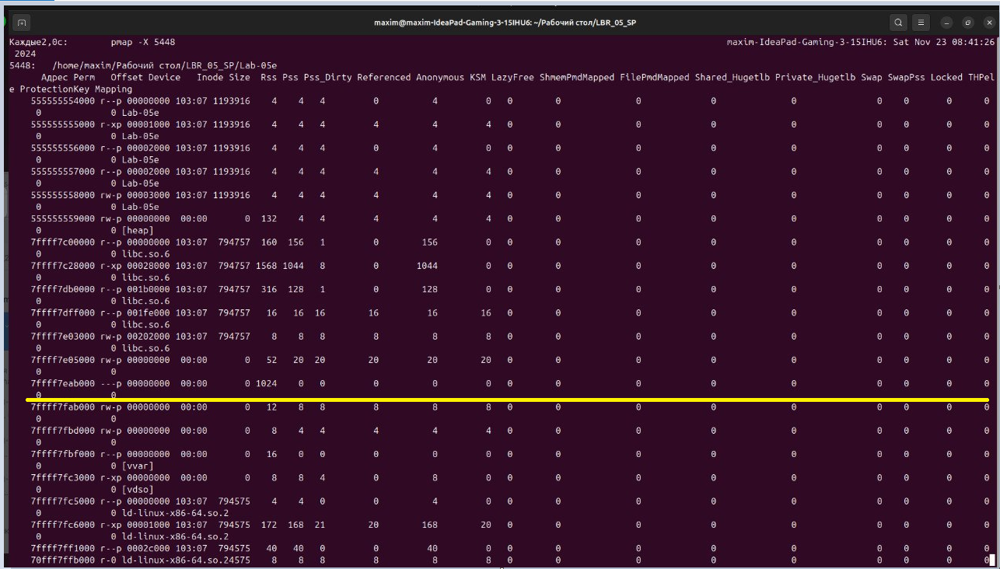 maxim@maxim-IdeaPad-Gaming-3-15IHU6: ~/Рабочий стол/LBR_05_SP
Каждые2,0с: pmap -X 5448 maxim-IdeaPad-Gaming-3-15IHU6: Sat Nov 23 08:41:26
2024
5448: /home/maxim/Рабочий стол/LBR_05_SP/Lab-05e
Адрес Perm Offset Device Inode Size Rss Pss Pss_Dirty Referenced Anonymous KSM LazyFree ShmemPmdMapped FilePmdMapped Shared_Hugetlb Private_Hugetlb Swap SwapPss Locked THPel
e ProtectionKey Mapping
555555554000 r--p 00000000 103:07 1193916 4 4 4 0 4 0 0 0 0 0 0 0 0 0 0
0 0 Lab-05e
555555555000 r-xp 00001000 103:07 1193916 4 4 4 4 4 4 0 0 0 0 0 0 0 0 0
0 0 Lab-05e
555555556000 r--p 00002000 103:07 1193916 4 4 4 0 4 0 0 0 0 0 0 0 0 0 0
0 0 Lab-05e
555555557000 r--p 00002000 103:07 1193916 4 4 4 4 4 4 0 0 0 0 0 0 0 0 0
0 0 Lab-05e
555555558000 rw-p 00003000 103:07 1193916 4 4 4 4 4 4 0 0 0 0 0 0 0 0 0
0 0 Lab-05e
555555559000 rw-p 00000000 00:00 0 132 4 4 4 4 4 0 0 0 0 0 0 0 0 0
0 0 [heap]
7ffff7c00000 r--p 00000000 103:07 794757 160 156 1 0 156 0 0 0 0 0 0 0 0 0 0
0 0 libc.so.6
7ffff7c28000 r-xp 00028000 103:07 794757 1568 1044 8 0 1044 0 0 0 0 0 0 0 0 0 0
0 0 libc.so.6
7ffff7db0000 r--p 001b0000 103:07 794757 316 128 1 0 128 0 0 0 0 0 0 0 0 0 0
0 0 libc.so.6
7ffff7dff000 r--p 001fe000 103:07 794757 16 16 16 16 16 16 0 0 0 0 0 0 0 0 0
0 0 libc.so.6
7ffff7e03000 rw-p 00202000 103:07 794757 8 8 8 8 8 8 0 0 0 0 0 0 0 0 0
0 0 libc.so.6
7ffff7e05000 rw-p 00000000 00:00 0 52 20 20 20 20 20 0 0 0 0 0 0 0 0 0
0 0
7ffff7eab000 ---p 00000000 00:00 0 1024 0 0 0 0 0 0 0 0 0 0 0 0 0 0
0 0
7ffff7fab000 rw-p 00000000 00:00 0 12 8 8 8 8 8 0 0 0 0 0 0 0 0 0
0 0
7ffff7fbd000 rw-p 00000000 00:00 0 8 4 4 4 4 4 0 0 0 0 0 0 0 0 0
0 0
7ffff7fbf000 r--p 00000000 00:00 0 16 0 0 0 0 0 0 0 0 0 0 0 0 0 0
0 0 [vvar]
7ffff7fc3000 r-xp 00000000 00:00 0 8 8 4 0 8 0 0 0 0 0 0 0 0 0 0
0 0 [vdso]
7ffff7fc5000 r--p 00000000 103:07 794575 4 4 0 0 4 0 0 0 0 0 0 0 0 0 0
0 0 ld-linux-x86-64.so.2
7ffff7fc6000 r-xp 00001000 103:07 794575 172 168 21 20 168 20 0 0 0 0 0 0 0 0 0
0 0 ld-linux-x86-64.so.2
7ffff7ff1000 r--p 0002c000 103:07 794575 40 40 0 0 40 0 0 0 0 0 0 0 0 0 0
70fff7ffb000 r-0 ld-linux-x86-64.so.24575 8 8 8 8 8 8 0 0 0 0 0 0 0 0 0